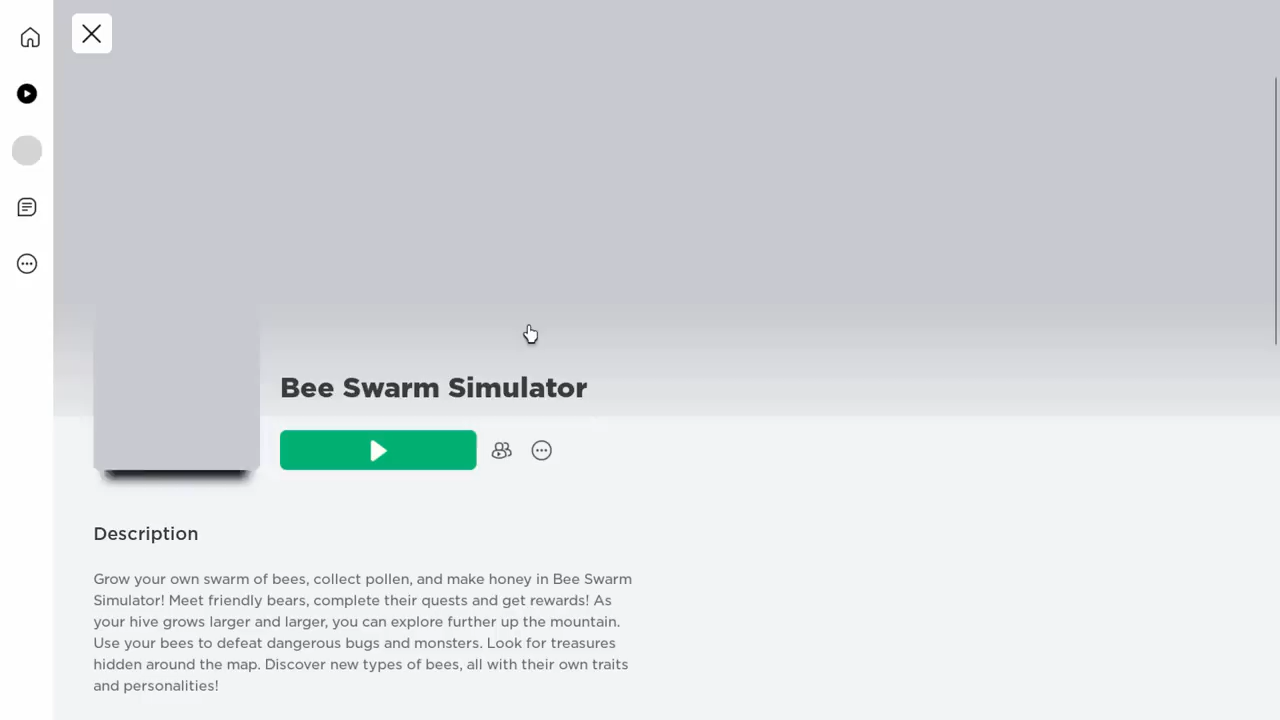 Bee Swarm Simulator
Description
Grow your own swarm of bees, collect pollen, and make honey in Bee Swarm
Simulator! Meet friendly bears, complete their quests and get rewards! As
your hive grows larger and larger, you can explore further up the mountain.
Use your bees to defeat dangerous bugs and monsters. Look for treasures
hidden around the map. Discover new types of bees, all with their own traits
and personalities!